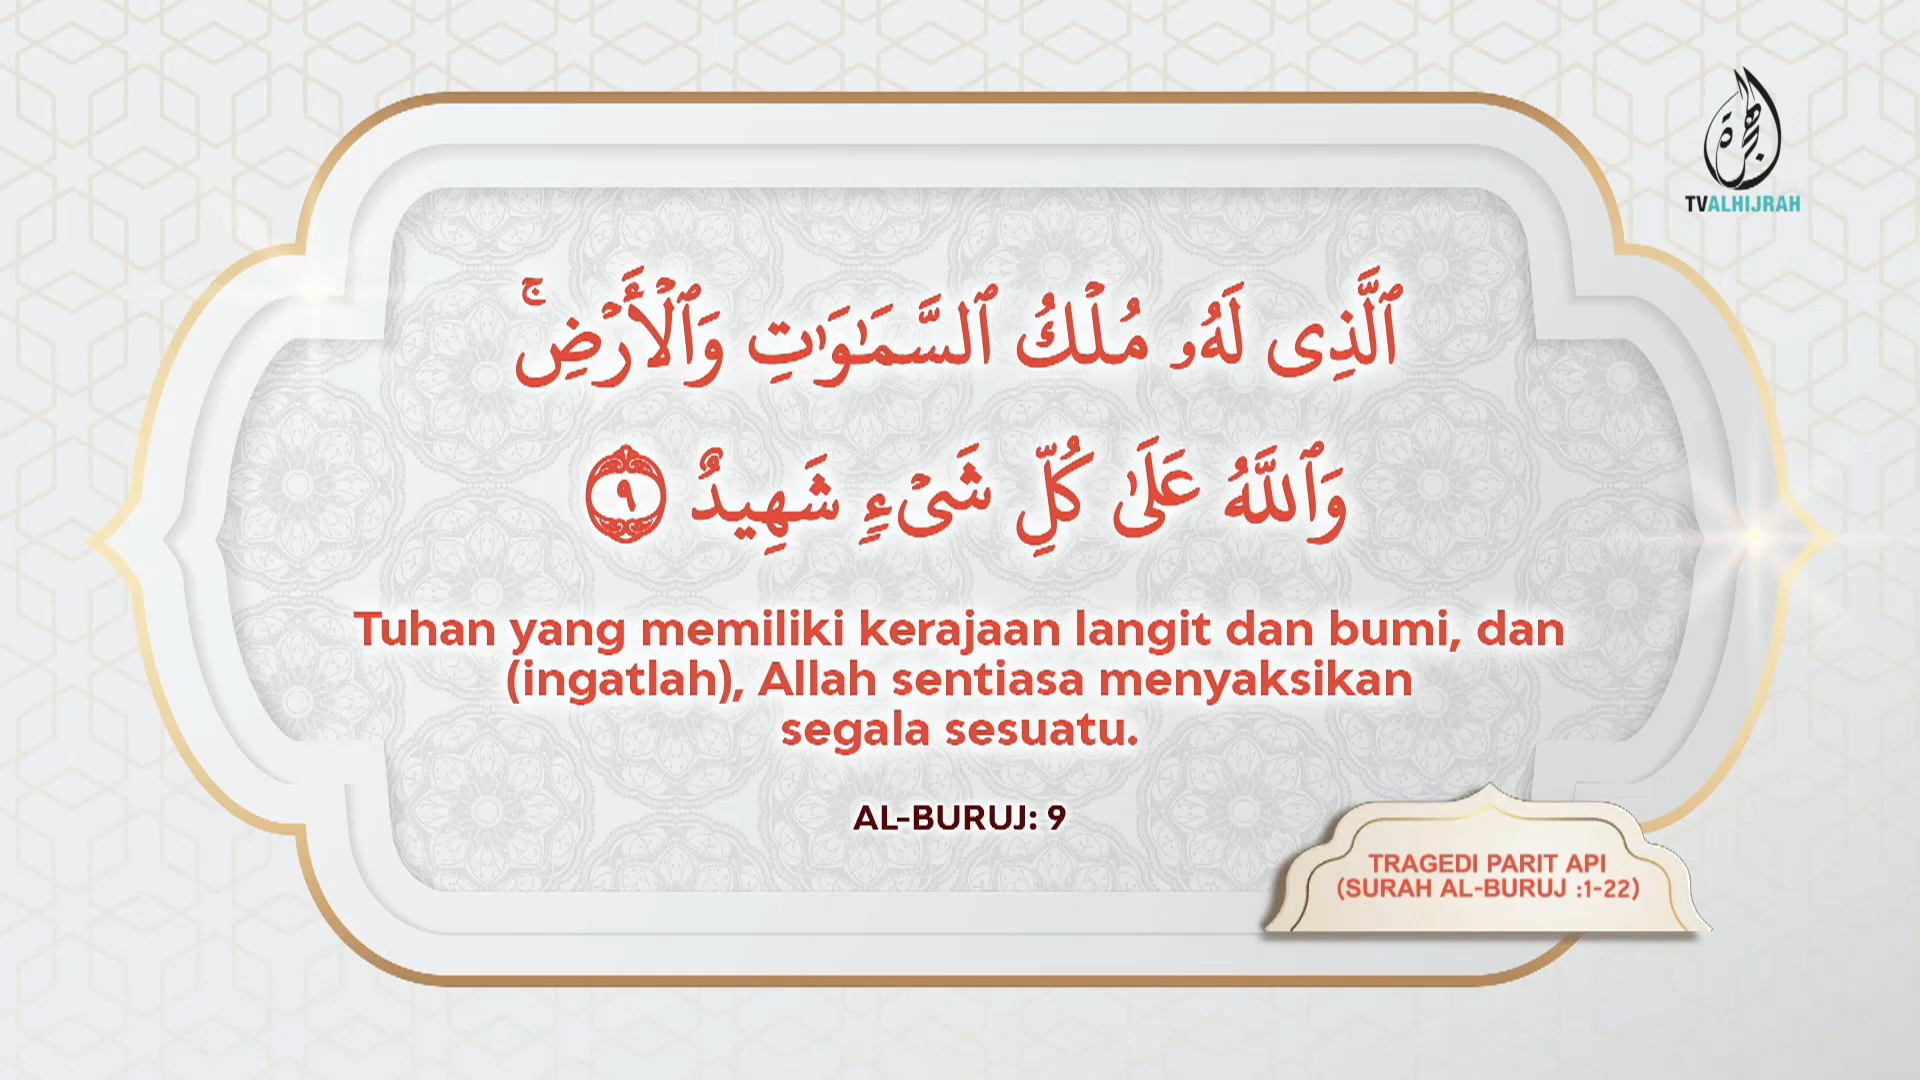 الهجرة
TVALHIJRAH
ٱلَّذِى لَهُۥ مُلْكُ ٱلسَّمَـٰوَٰتِ وَٱلْأَرْضِ ۚ
وَٱللَّهُ عَلَىٰ كُلِّ شَىْءٍ شَهِيدٌ ٩
Tuhan yang memiliki kerajaan langit dan bumi, dan
(ingatlah), Allah sentiasa menyaksikan
segala sesuatu.
AL-BURUJ: 9
TRAGEDI PARIT API
(SURAH AL-BURUJ :1-22)